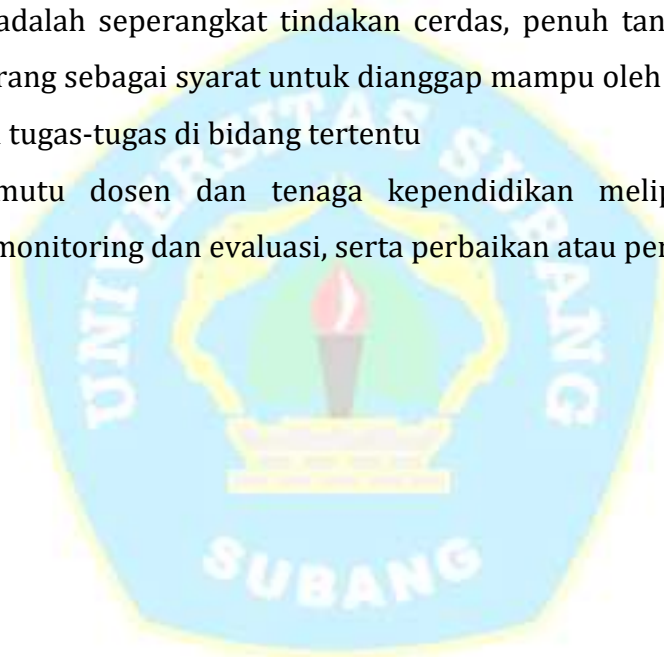 adalah seperangkat tindakan cerdas, penuh tan
rang sebagai syarat untuk dianggap mampu oleh
tugas-tugas di bidang tertentu
mutu dosen dan tenaga kependidikan melip
monitoring dan evaluasi, serta perbaikan atau pe
UNIVERSITAS SUBANG
SUBANG